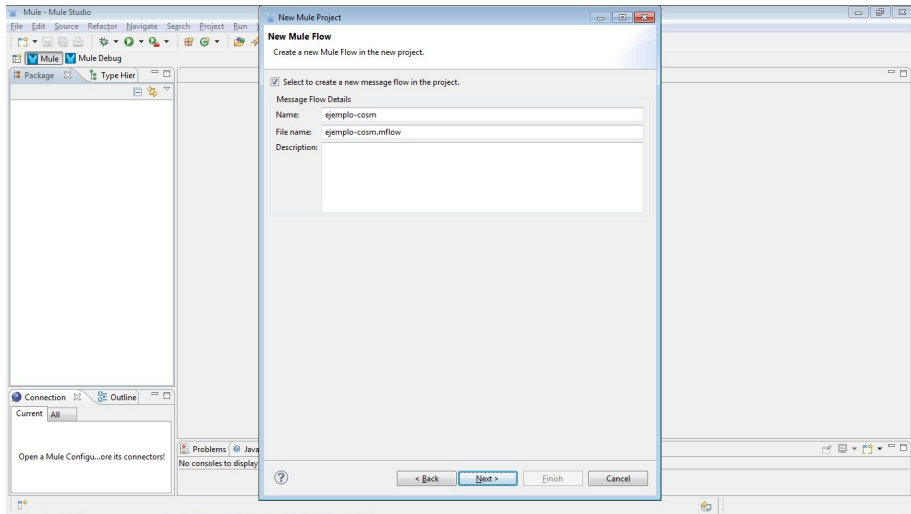 Mule - Mule Studio
File Edit Source Refactor Navigate Search Project Run
Mule Mule Debug
Package Type Hier
Connection Outline
Current All
Open a Mule Configu...ore its connectors!
Problems @ Java
No consoles to display
New Mule Project
New Mule Flow
Create a new Mule Flow in the new project.
Select to create a new message flow in the project.
Message Flow Details
Name: ejemplo-cosm
File name: ejemplo-cosm.mflow
Description:
< Back Next > Finish Cancel